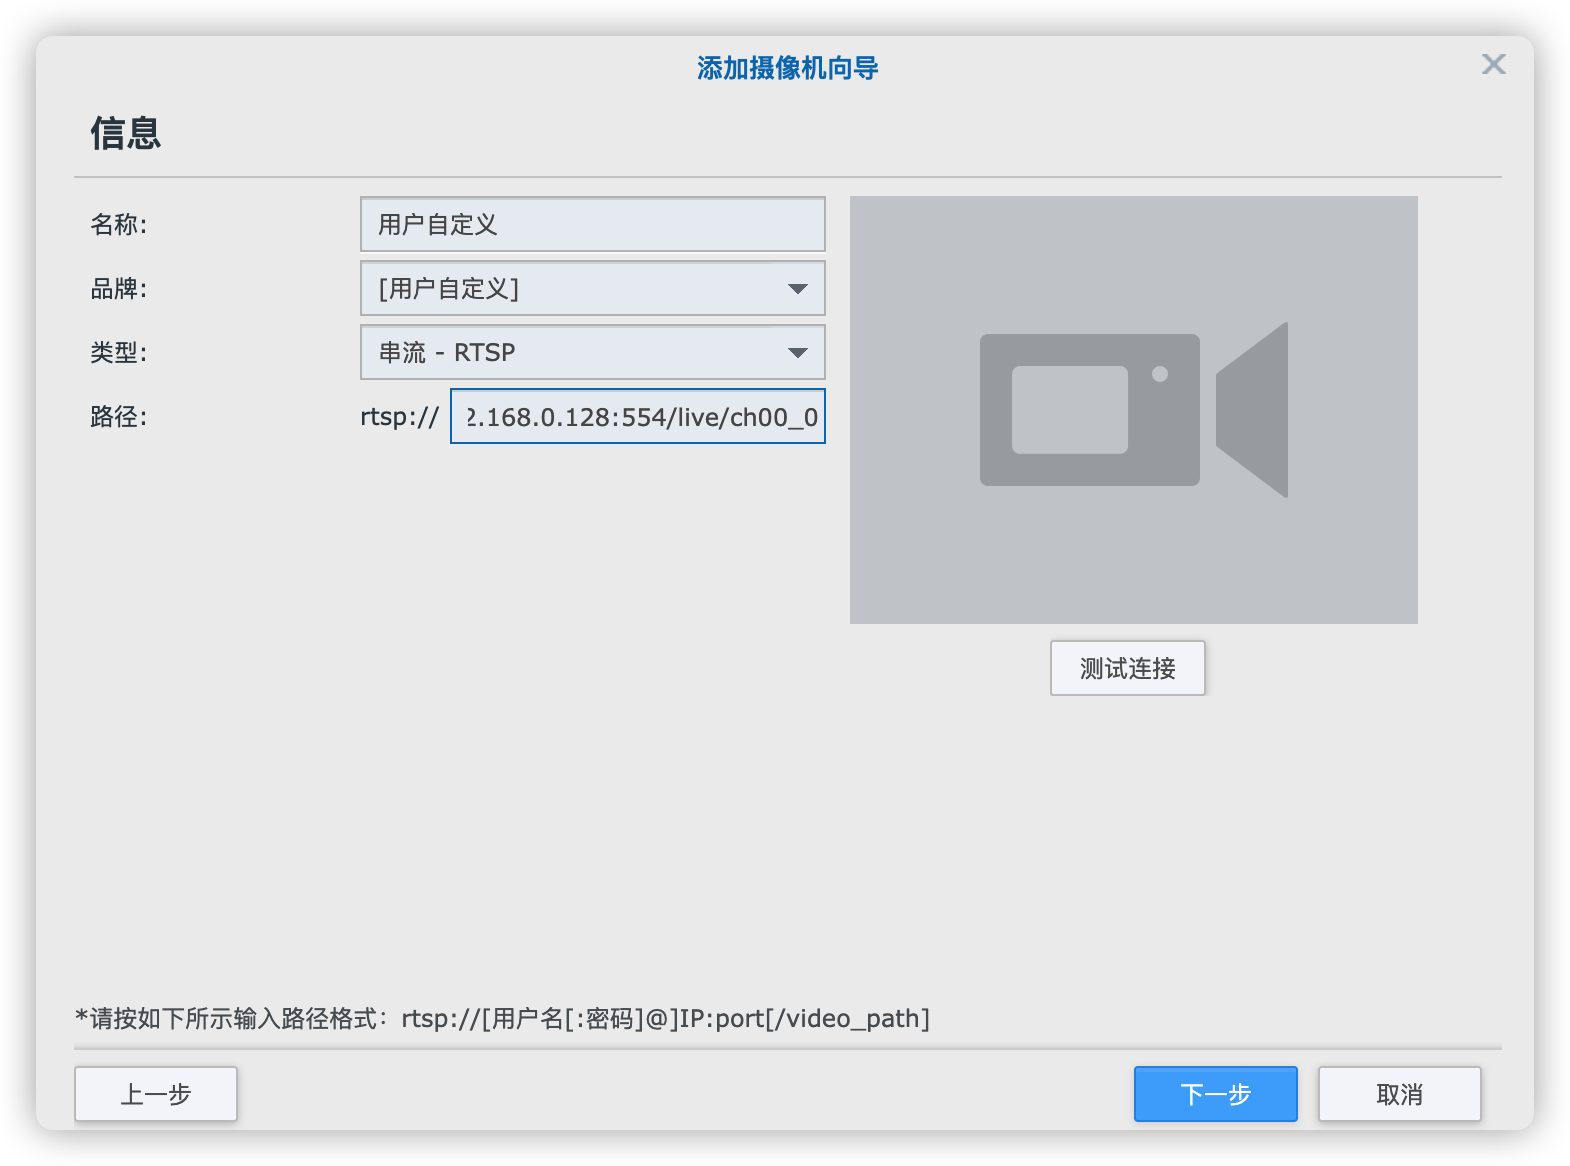 添加摄像机向导
信息
名称: 用户自定义
品牌: [用户自定义]
类型: 串流 - RTSP
路径: rtsp:// 2.168.0.128:554/live/ch00_0
测试连接
*请按如下所示输入路径格式：rtsp://[用户名[:密码]@]IP:port[/video_path]
上一步 下一步 取消